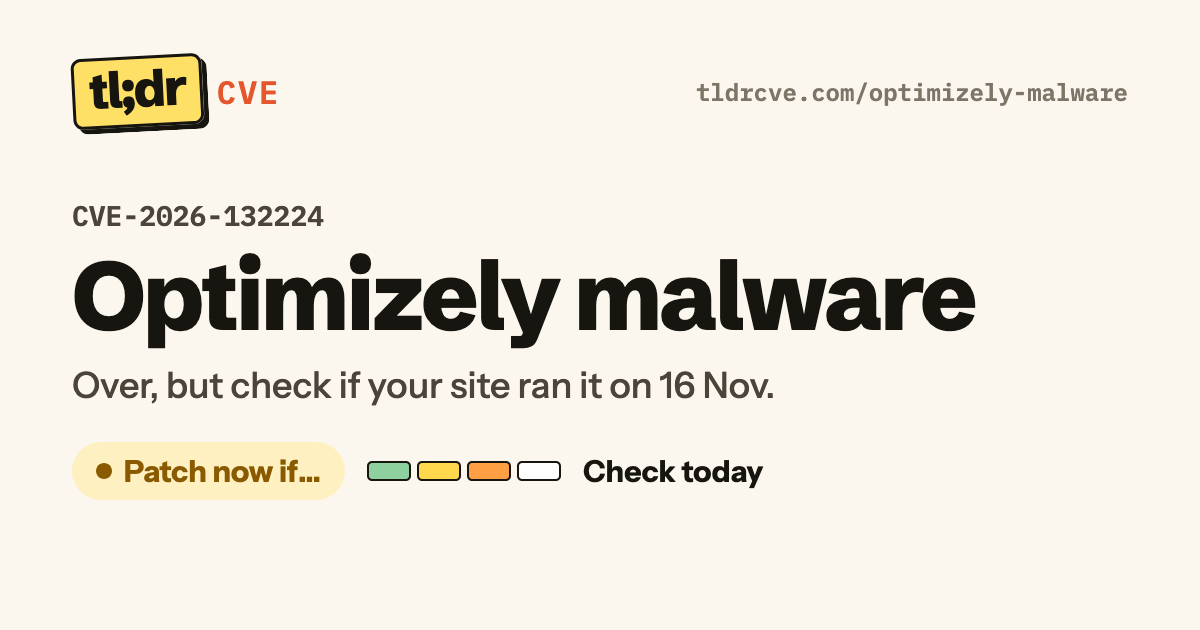 tl;dr CVE
tldrcve.com/optimizely-malware
CVE-2026-132224
Optimizely malware
Over, but check if your site ran it on 16 Nov.
Patch now if...
Check today